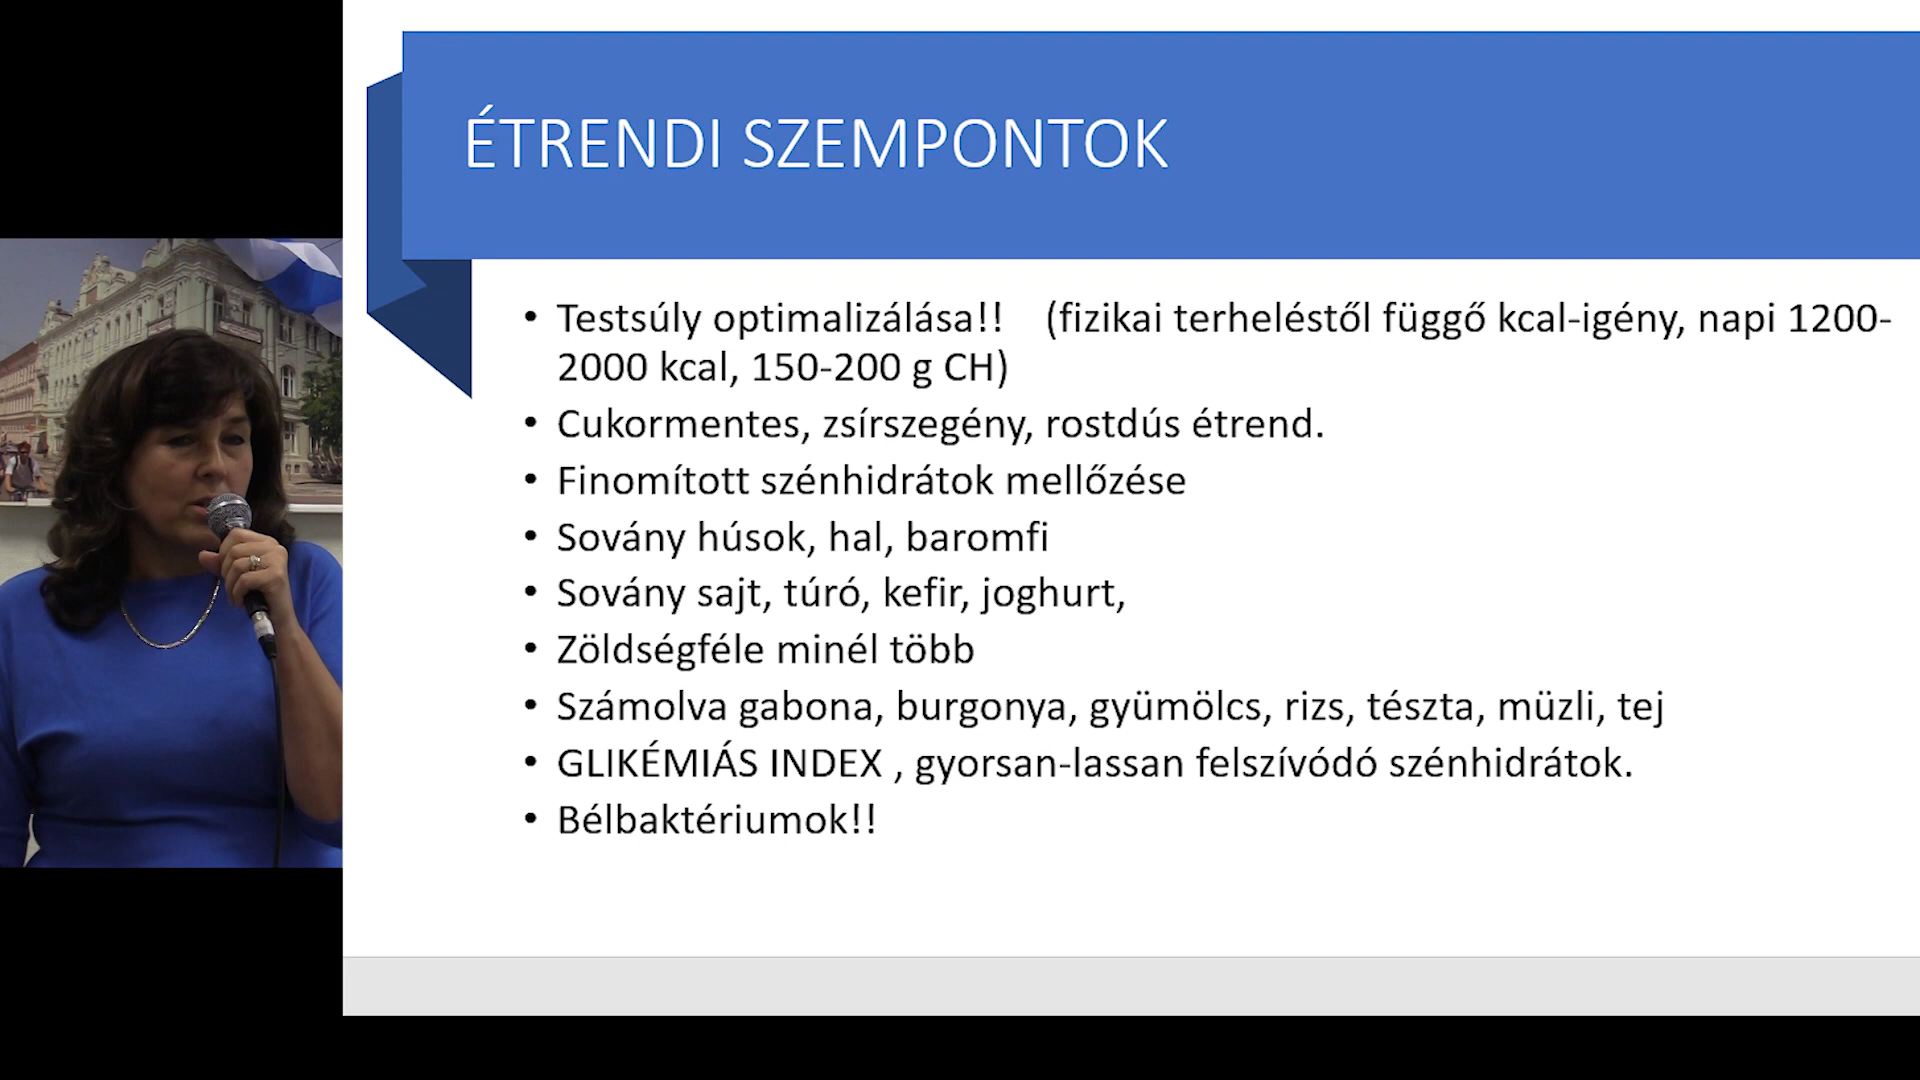 ÉTRENDI SZEMPONTOK
• Testsúly optimalizálása!! (fizikai terheléstől függő kcal-igény, napi 1200-
2000 kcal, 150-200 g CH)
• Cukormentes, zsírszegény, rostdús étrend.
• Finomított szénhidrátok mellőzése
• Sovány húsok, hal, baromfi
• Sovány sajt, túró, kefir, joghurt,
• Zöldségféle minél több
• Számolva gabona, burgonya, gyümölcs, rizs, tészta, müzli, tej
• GLIKÉMIÁS INDEX , gyorsan-lassan felszívódó szénhidrátok.
• Bélbaktériumok!!